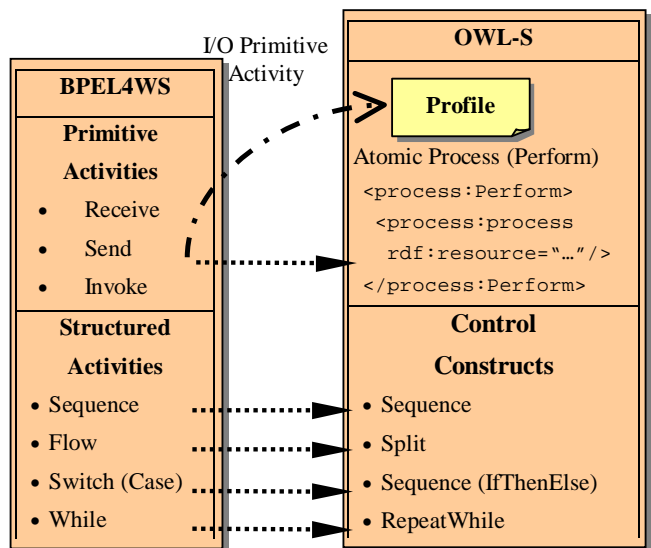 I/O Primitive
Activity
BPEL4WS
Primitive
Activities
• Receive
• Send
• Invoke
Structured
Activities
• Sequence
• Flow
• Switch (Case)
• While
OWL-S
Profile
Atomic Process (Perform)
<process:Perform>
<process:process
rdf:resource=“…”/>
</process:Perform>
Control
Constructs
• Sequence
• Split
• Sequence (IfThenElse)
• RepeatWhile